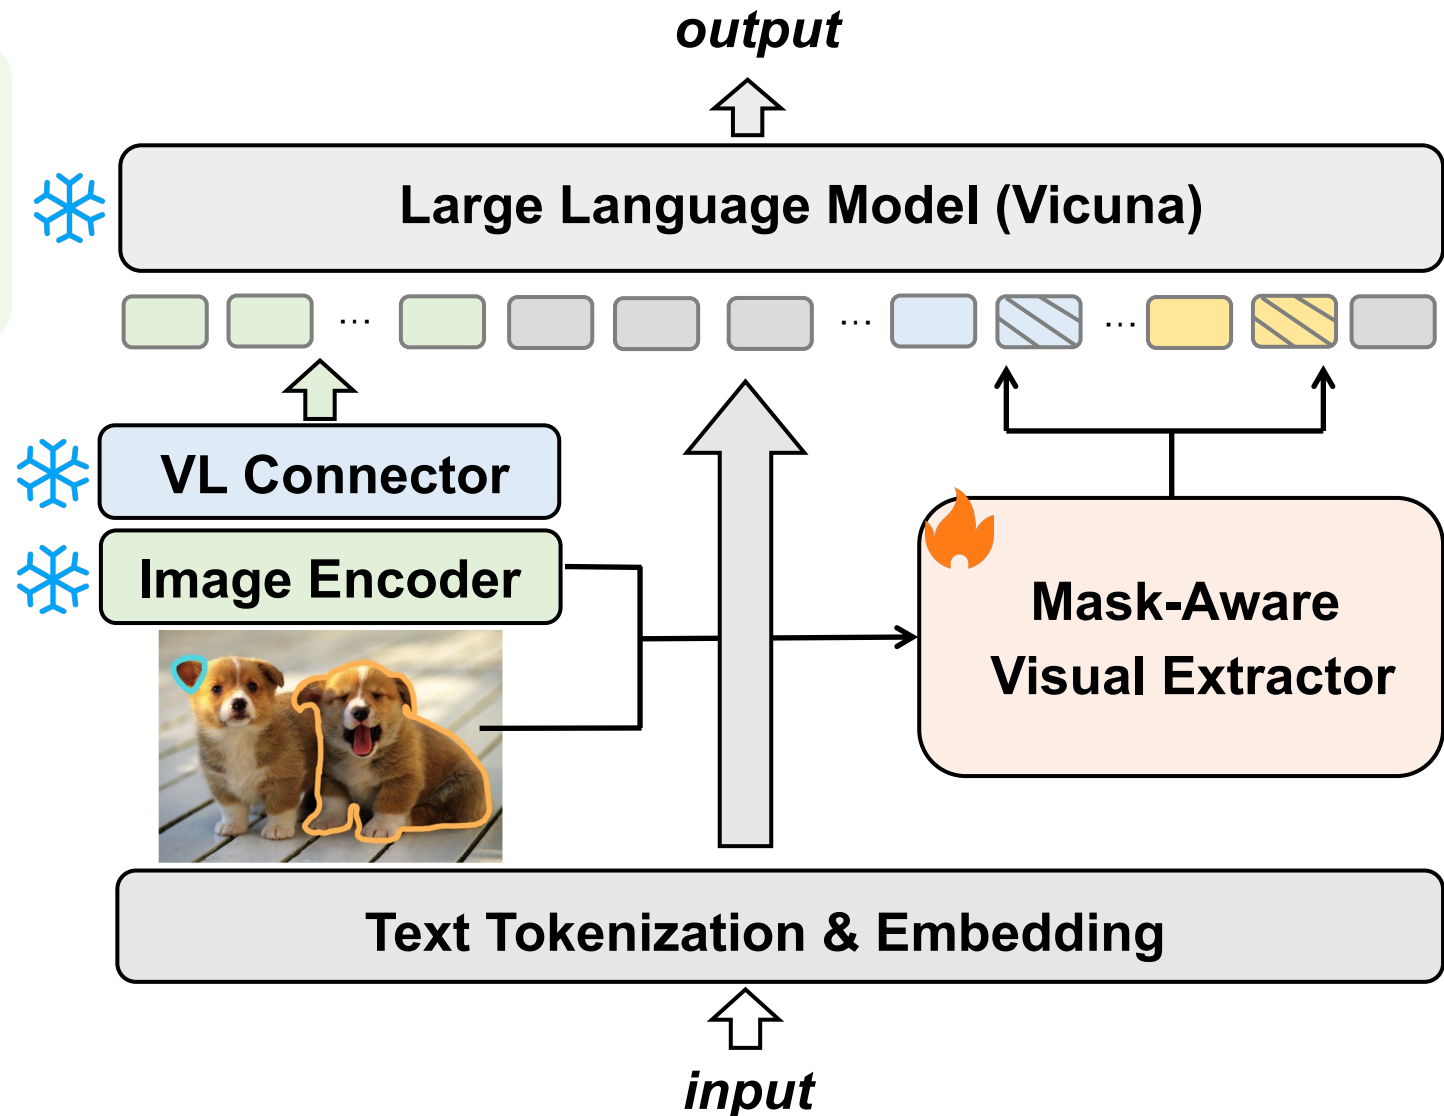 output
Large Language Model (Vicuna)
... ... ...
VL Connector
Image Encoder
Mask-Aware
Visual Extractor
Text Tokenization & Embedding
input